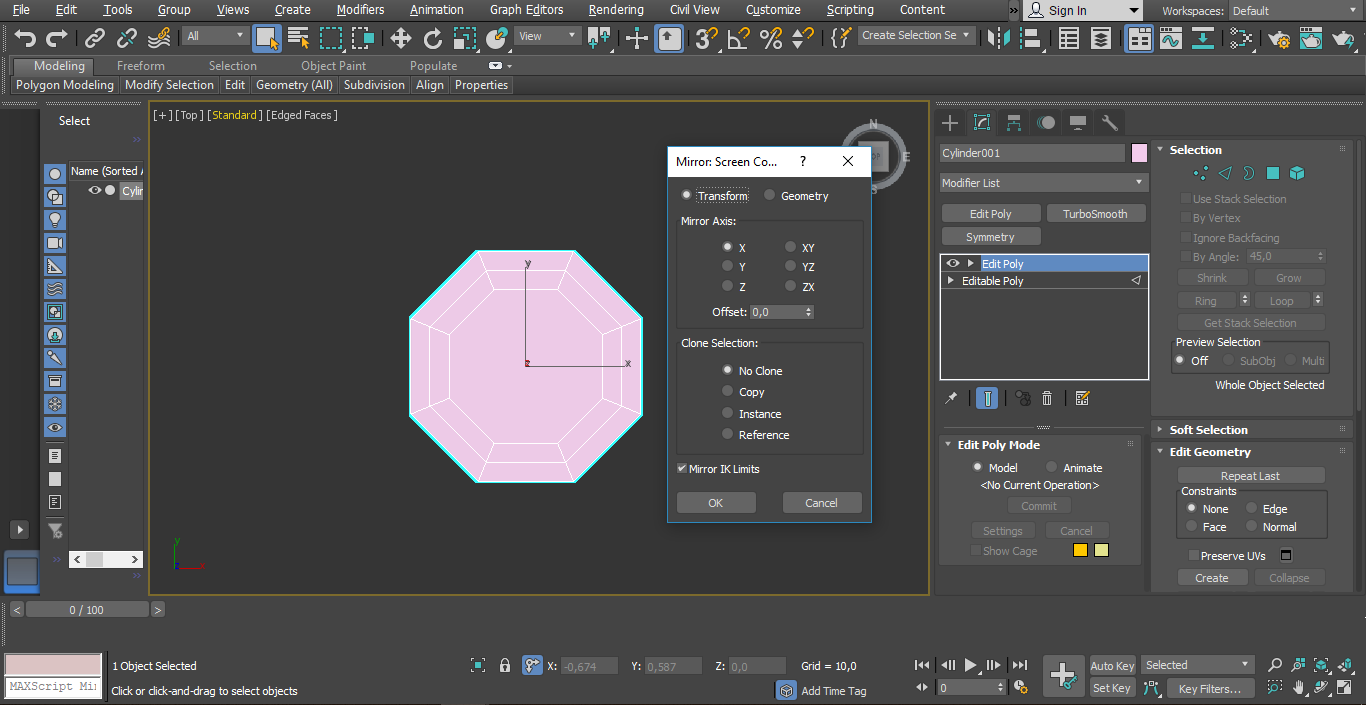 File Edit Tools Group Views Create Modifiers Animation Graph Editors Rendering Civil View Customize Scripting Content » Sign In Workspaces: Default
All View 3 Create Selection Se
Modeling Freeform Selection Object Paint Populate
Polygon Modeling Modify Selection Edit Geometry (All) Subdivision Align Properties
Select
»
Name (Sorted A
Cylin
[+] [Top] [Standard] [Edged Faces]
N
E
S
y
x
z
y
Mirror: Screen Co... ?
Transform Geometry
Mirror Axis:
X XY
Y YZ
Z ZX
Offset: 0,0
Clone Selection:
No Clone
Copy
Instance
Reference
Mirror IK Limits
OK Cancel
Cylinder001
Modifier List
Edit Poly TurboSmooth
Symmetry
Edit Poly
Editable Poly
Edit Poly Mode
Model Animate
<No Current Operation>
Commit
Settings Cancel
Show Cage
Selection
Use Stack Selection
By Vertex
Ignore Backfacing
By Angle: 45,0
Shrink Grow
Ring Loop
Get Stack Selection
Preview Selection
Off SubObj Multi
Whole Object Selected
Soft Selection
Edit Geometry
Repeat Last
Constraints
None Edge
Face Normal
Preserve UVs
Create Collapse
< >
»
»
< 0 / 100 >
1 Object Selected X: -0,674 Y: 0,587 Z: 0,0 Grid = 10,0 Auto Key Selected
MAXScript Mi Click or click-and-drag to select objects Add Time Tag 0 Set Key Key Filters...